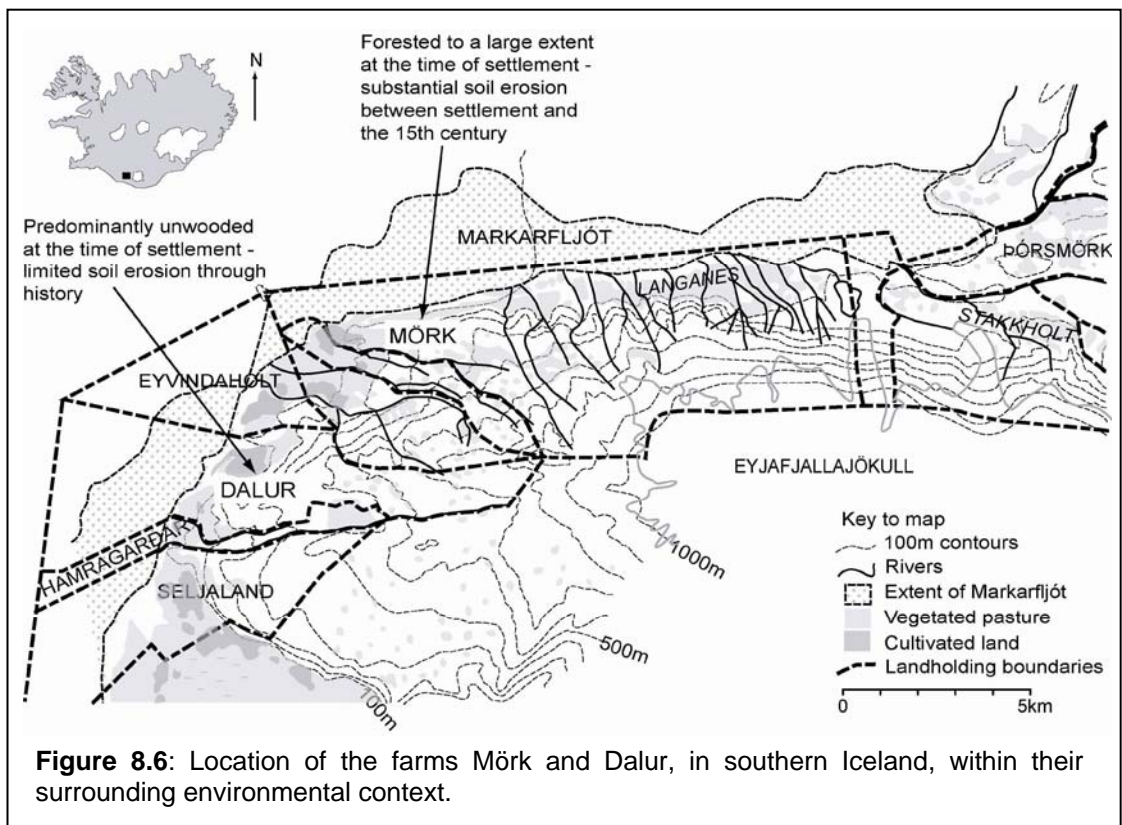 Forested to a large extent
at the time of settlement -
substantial soil erosion
between settlement and
the 15th century
N
Predominantly unwooded
at the time of settlement -
limited soil erosion through
history
MARKARFLJÓT
ÞÓRSMÖRK
LANGANES
STAKKHOLT
MÖRK
EYVINDAHOLT
EYJAFJALLAJÖKULL
DALUR
HAMRAGARÐAR
SELJALAND
1000m
500m
100m
Key to map
100m contours
Rivers
Extent of Markarfljót
Vegetated pasture
Cultivated land
Landholding boundaries
0 5km
Figure 8.6: Location of the farms Mörk and Dalur, in southern Iceland, within their
surrounding environmental context.